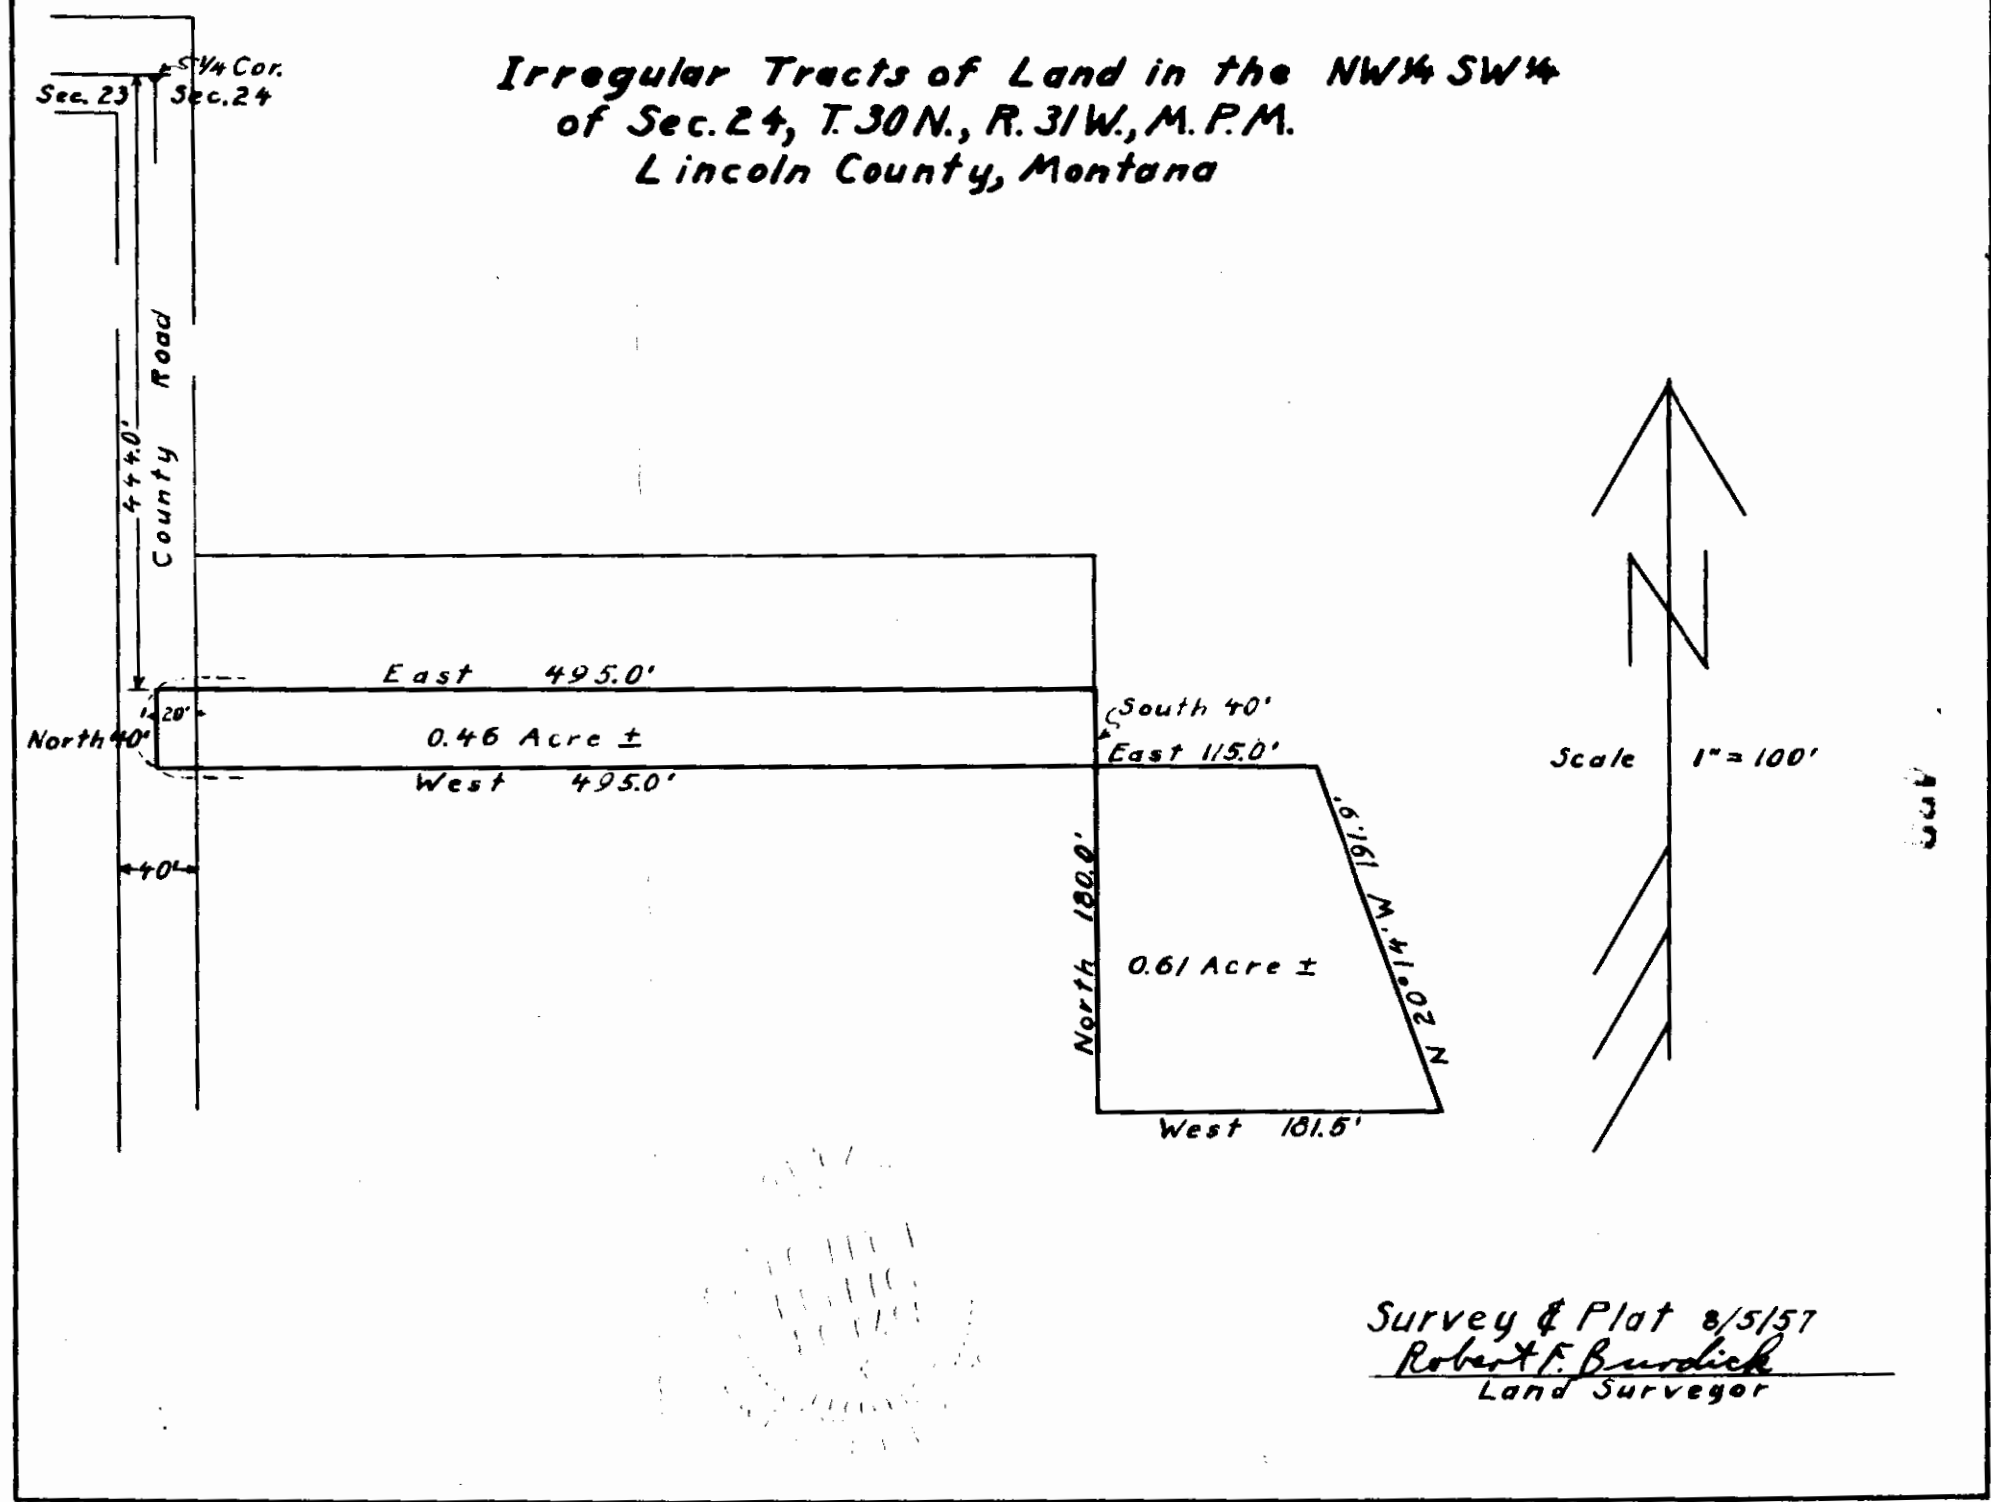 Irregular Tracts of Land in the NW¼ SW¼
of Sec. 24, T. 30 N., R. 31 W., M. P. M.
Lincoln County, Montana
¼ Cor.
Sec. 23
Sec. 24
444.0'
County Road
East 495.0'
20'
North 40'
0.46 Acre ±
West 495.0'
South 40'
East 115.0'
40'
North 180.0'
0.61 Acre ±
N 20°14' W 191.9'
West 181.5'
N
Scale 1" = 100'
Survey & Plat 8/5/57
Robert F. Burdick
Land Surveyor